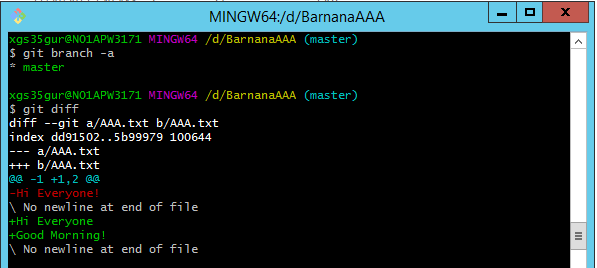 MINGW64:/d/BarnanaAAA
xgs35gur@NO1APW3171 MINGW64 /d/BarnanaAAA (master)
$ git branch -a
* master
xgs35gur@NO1APW3171 MINGW64 /d/BarnanaAAA (master)
$ git diff
diff --git a/AAA.txt b/AAA.txt
index dd91502..5b99979 100644
--- a/AAA.txt
+++ b/AAA.txt
@@ -1 +1,2 @@
-Hi Everyone!
\ No newline at end of file
+Hi Everyone
+Good Morning!
\ No newline at end of file